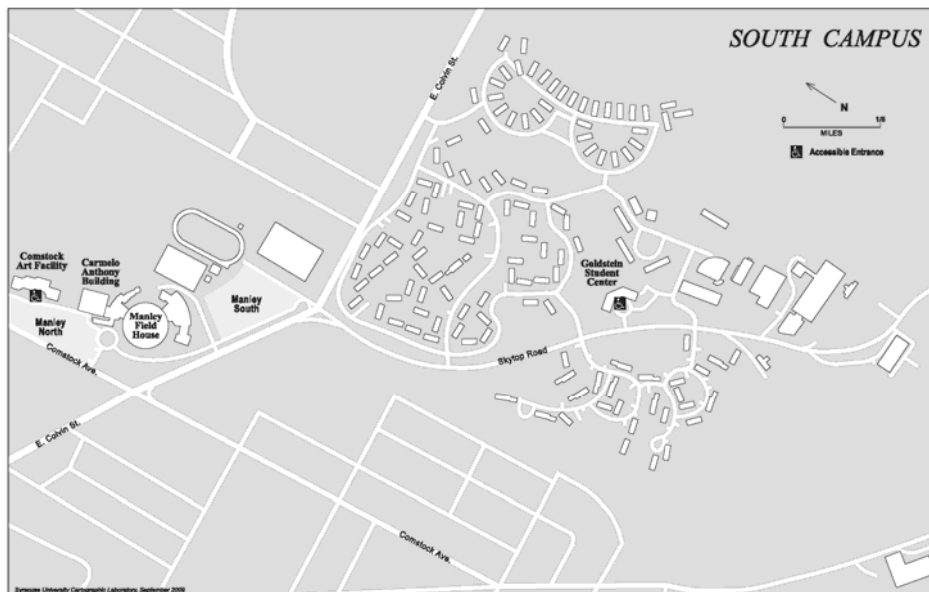 SOUTH CAMPUS
E. Colvin St.
N
0 1/8
MILES
Accessible Entrance
Comstock
Art Facility
Carmelo
Anthony
Building
Goldstein
Student
Center
Manley
South
Manley
Field
House
Manley
North
Comstock Ave.
Skytop Road
E. Colvin St.
Comstock Ave.
Syracuse University Cartographic Laboratory, September 2009